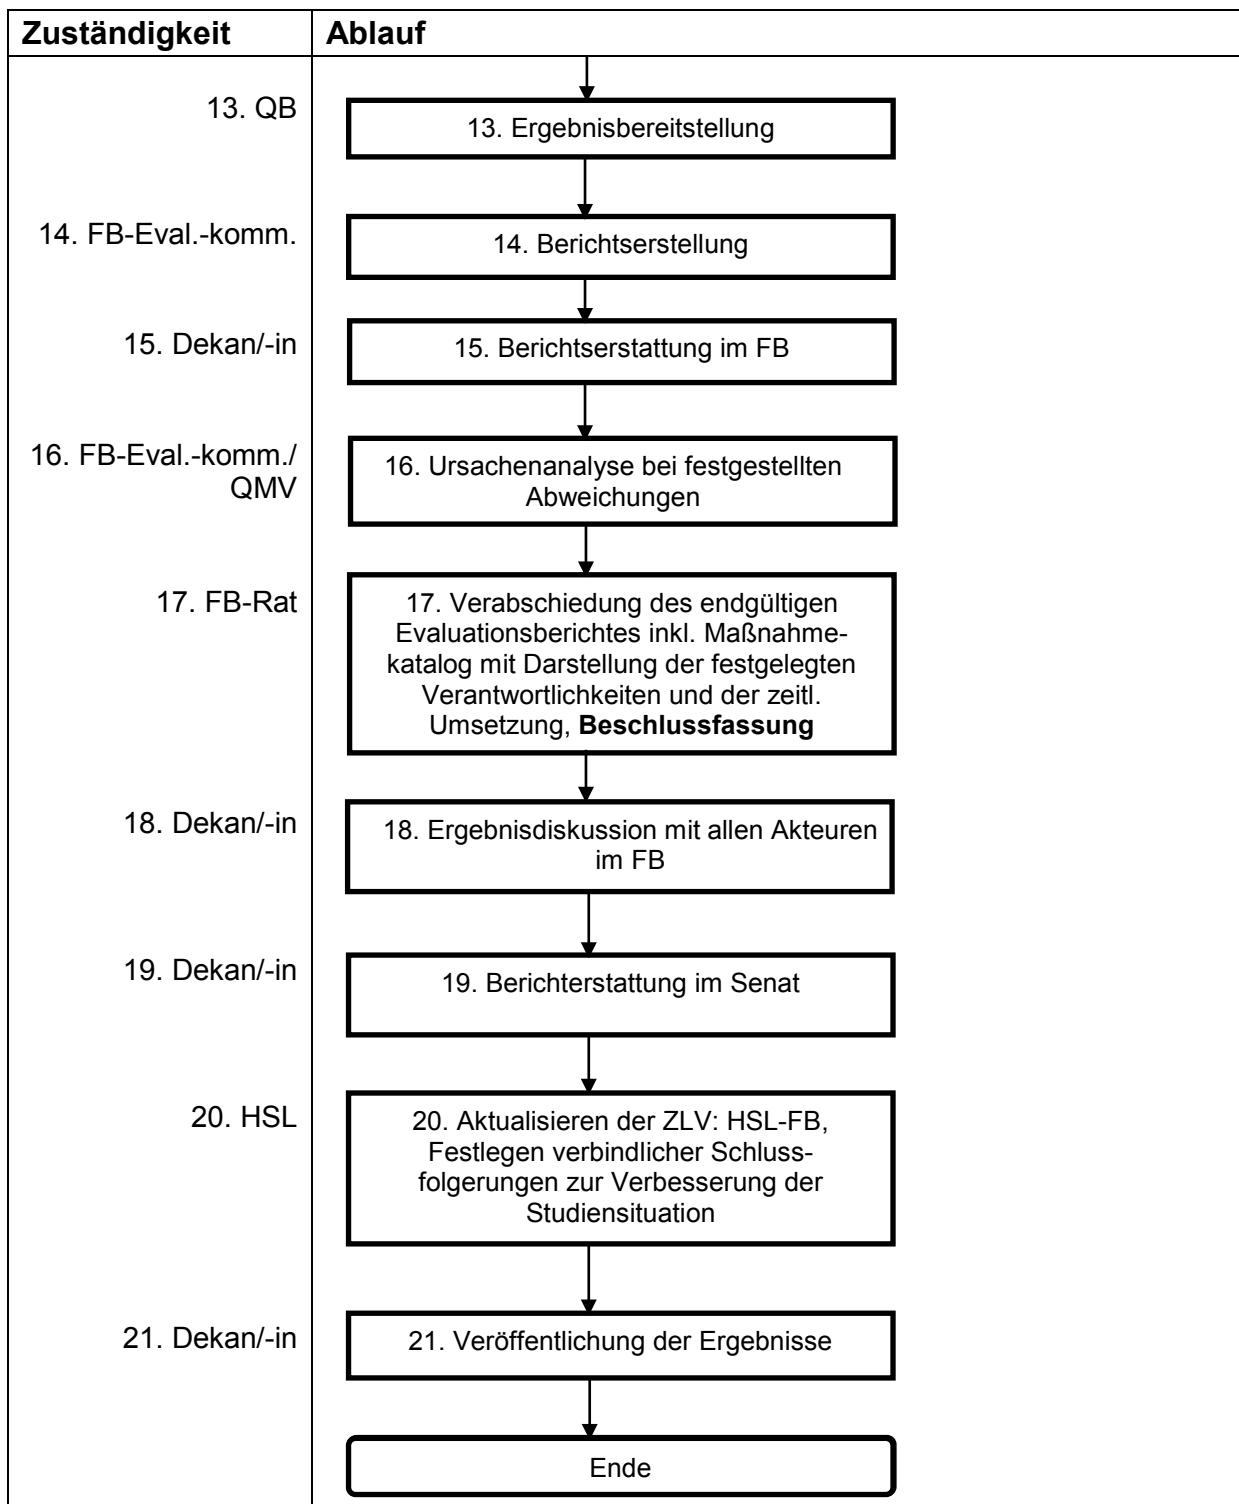 Zuständigkeit
Ablauf
13. QB
13. Ergebnisbereitstellung
14. FB-Eval.-komm.
14. Berichtserstellung
15. Dekan/-in
15. Berichtserstattung im FB
16. FB-Eval.-komm./
QMV
16. Ursachenanalyse bei festgestellten
Abweichungen
17. FB-Rat
17. Verabschiedung des endgültigen
Evaluationsberichtes inkl. Maßnahme-
katalog mit Darstellung der festgelegten
Verantwortlichkeiten und der zeitl.
Umsetzung, Beschlussfassung
18. Dekan/-in
18. Ergebnisdiskussion mit allen Akteuren
im FB
19. Dekan/-in
19. Berichterstattung im Senat
20. HSL
20. Aktualisieren der ZLV: HSL-FB,
Festlegen verbindlicher Schluss-
folgerungen zur Verbesserung der
Studiensituation
21. Dekan/-in
21. Veröffentlichung der Ergebnisse
Ende